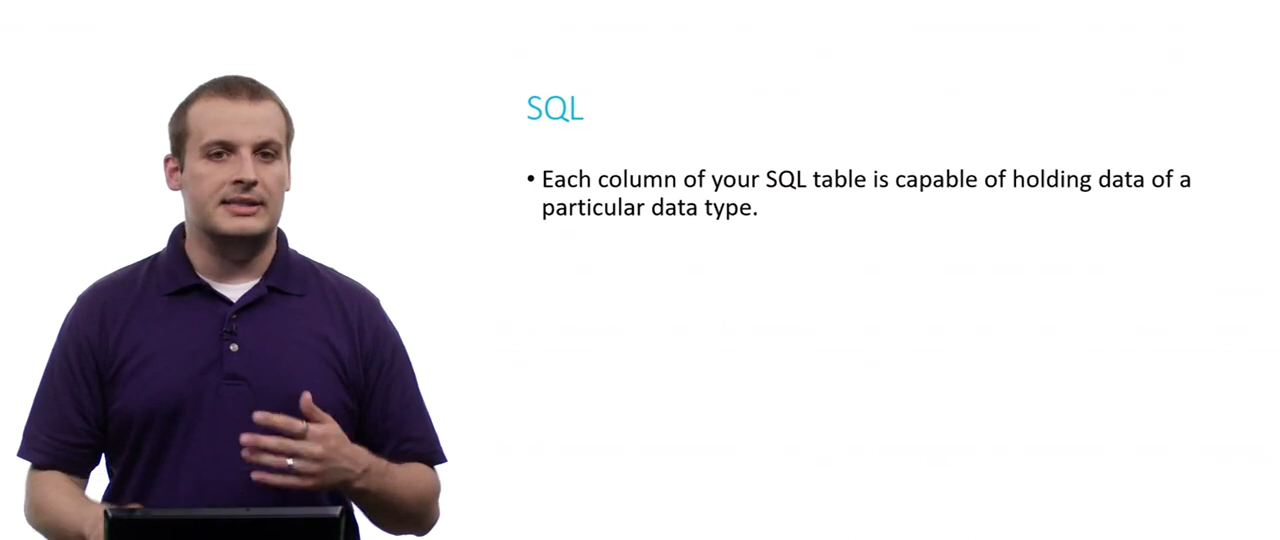 SQL
• Each column of your SQL table is capable of holding data of a
particular data type.